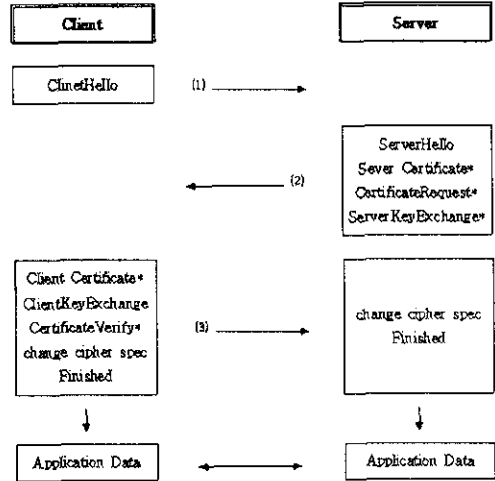 Client
Server
ClinetHello
(1)
ServerHello
Sever Certificate*
(2)
CertificateRequest*
ServerKeyExchange*
Client Certificate*
ClientKeyExchange
CertificateVerify*
change cipher spec
Finished
(3)
change cipher spec
Finished
Application Data
Application Data